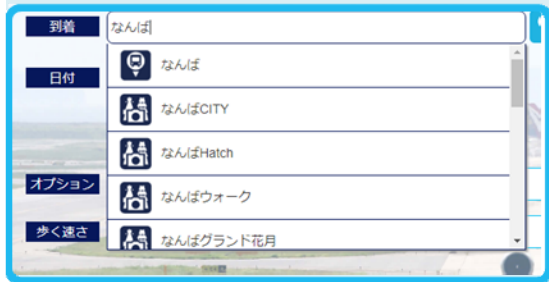 到着
なんば
なんば
日付
なんばCITY
なんばHatch
オプション
なんばウォーク
歩く速さ
なんばグランド花月